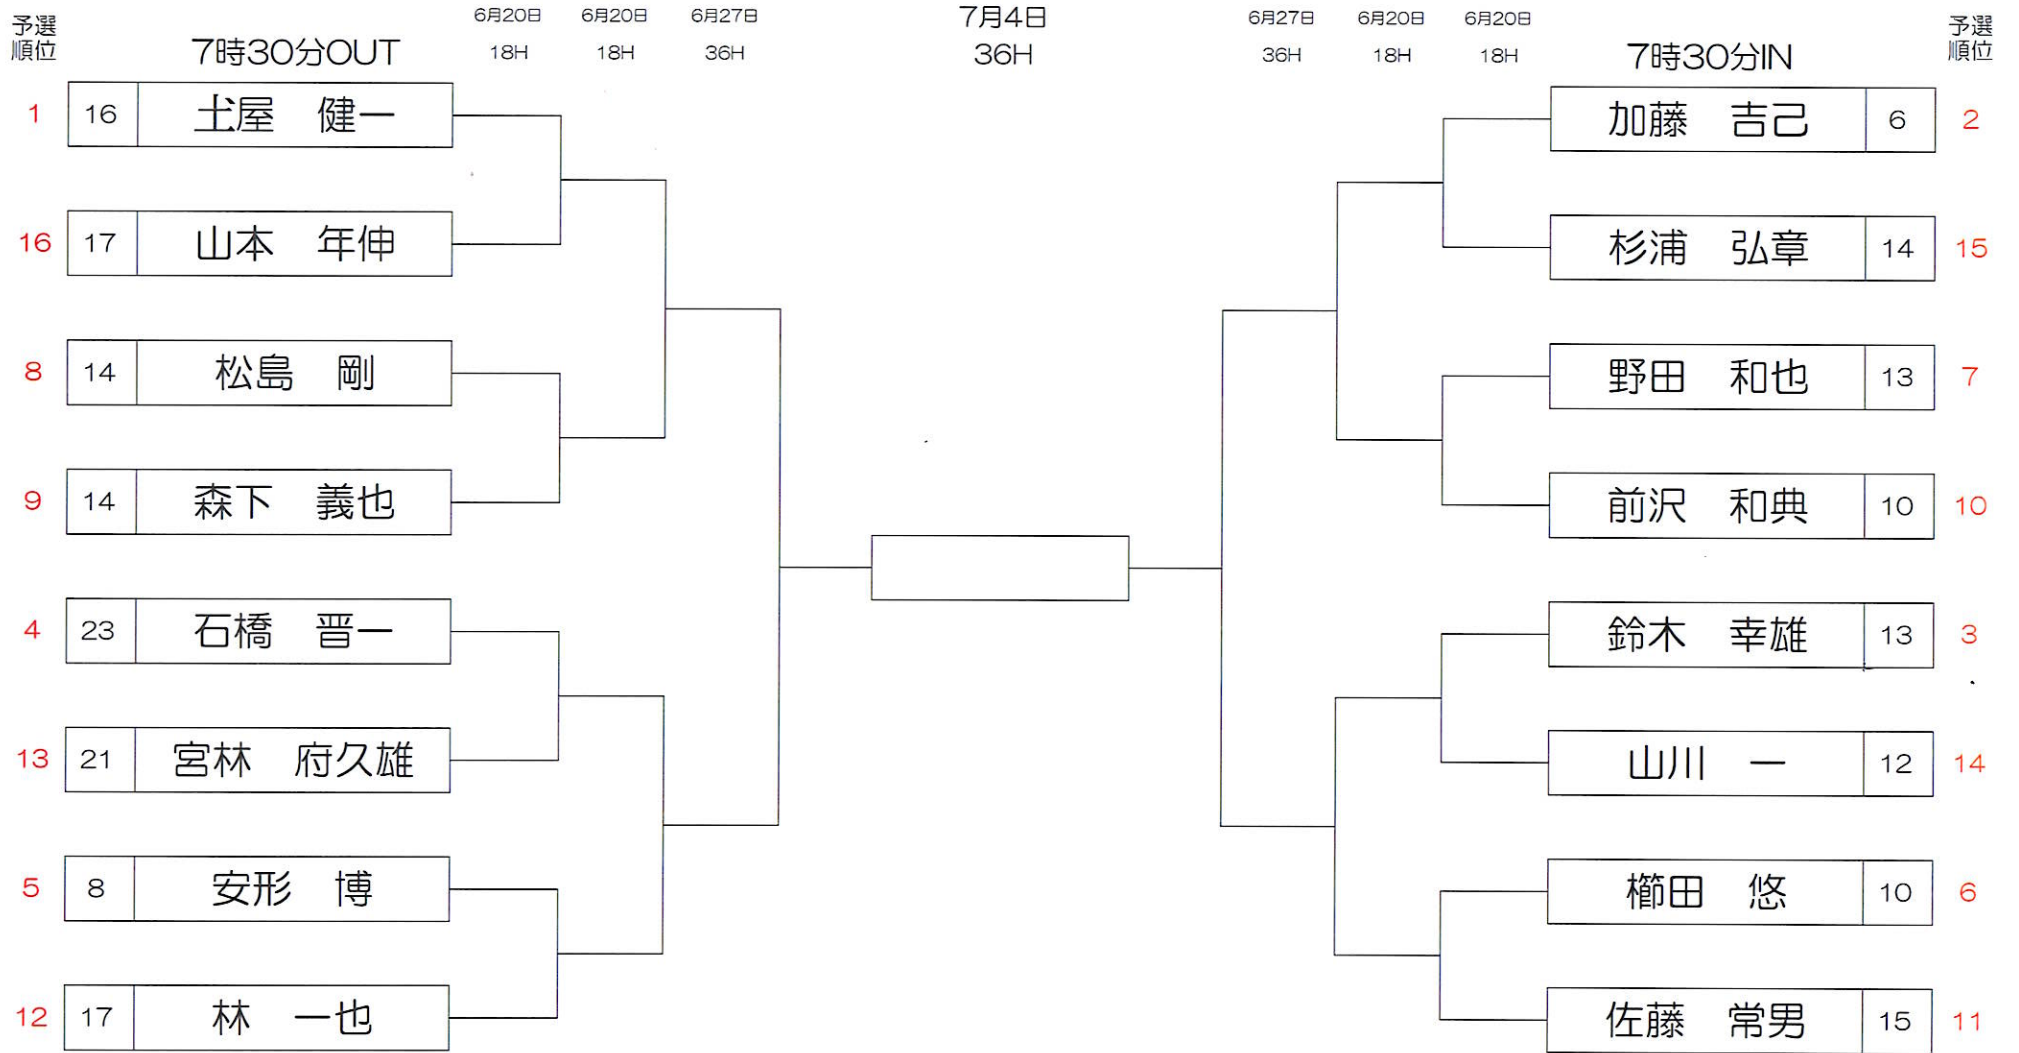 予選
順位
7時30分OUT
6月20日 6月20日 6月27日
18H 18H 36H
7月4日
36H
6月27日 6月20日 6月20日
36H 18H 18H
7時30分IN
予選
順位
1 16 土屋 健一
16 17 山本 年伸
8 14 松島 剛
9 14 森下 義也
4 23 石橋 晋一
13 21 宮林 府久雄
5 8 安形 博
12 17 林 一也
加藤 吉己 6 2
杉浦 弘章 14 15
野田 和也 13 7
前沢 和典 10 10
鈴木 幸雄 13 3
山川 一 12 14
櫛田 悠 10 6
佐藤 常男 15 11